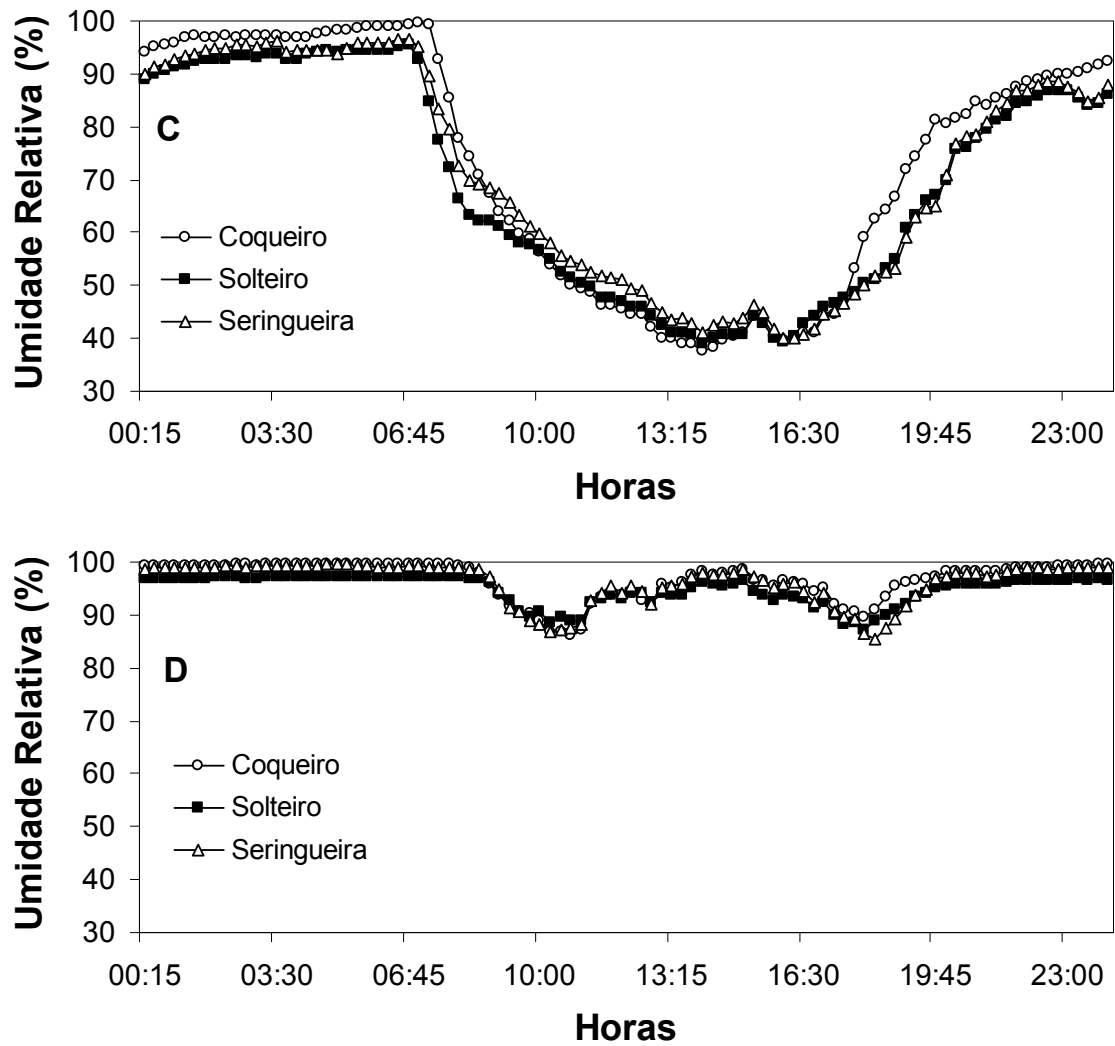 Umidade Relativa (%)
100
90
80
70
60
50
40
30
C
Coqueiro
Solteiro
Seringueira
00:15 03:30 06:45 10:00 13:15 16:30 19:45 23:00
Horas
Umidade Relativa (%)
100
90
80
70
60
50
40
30
D
Coqueiro
Solteiro
Seringueira
00:15 03:30 06:45 10:00 13:15 16:30 19:45 23:00
Horas